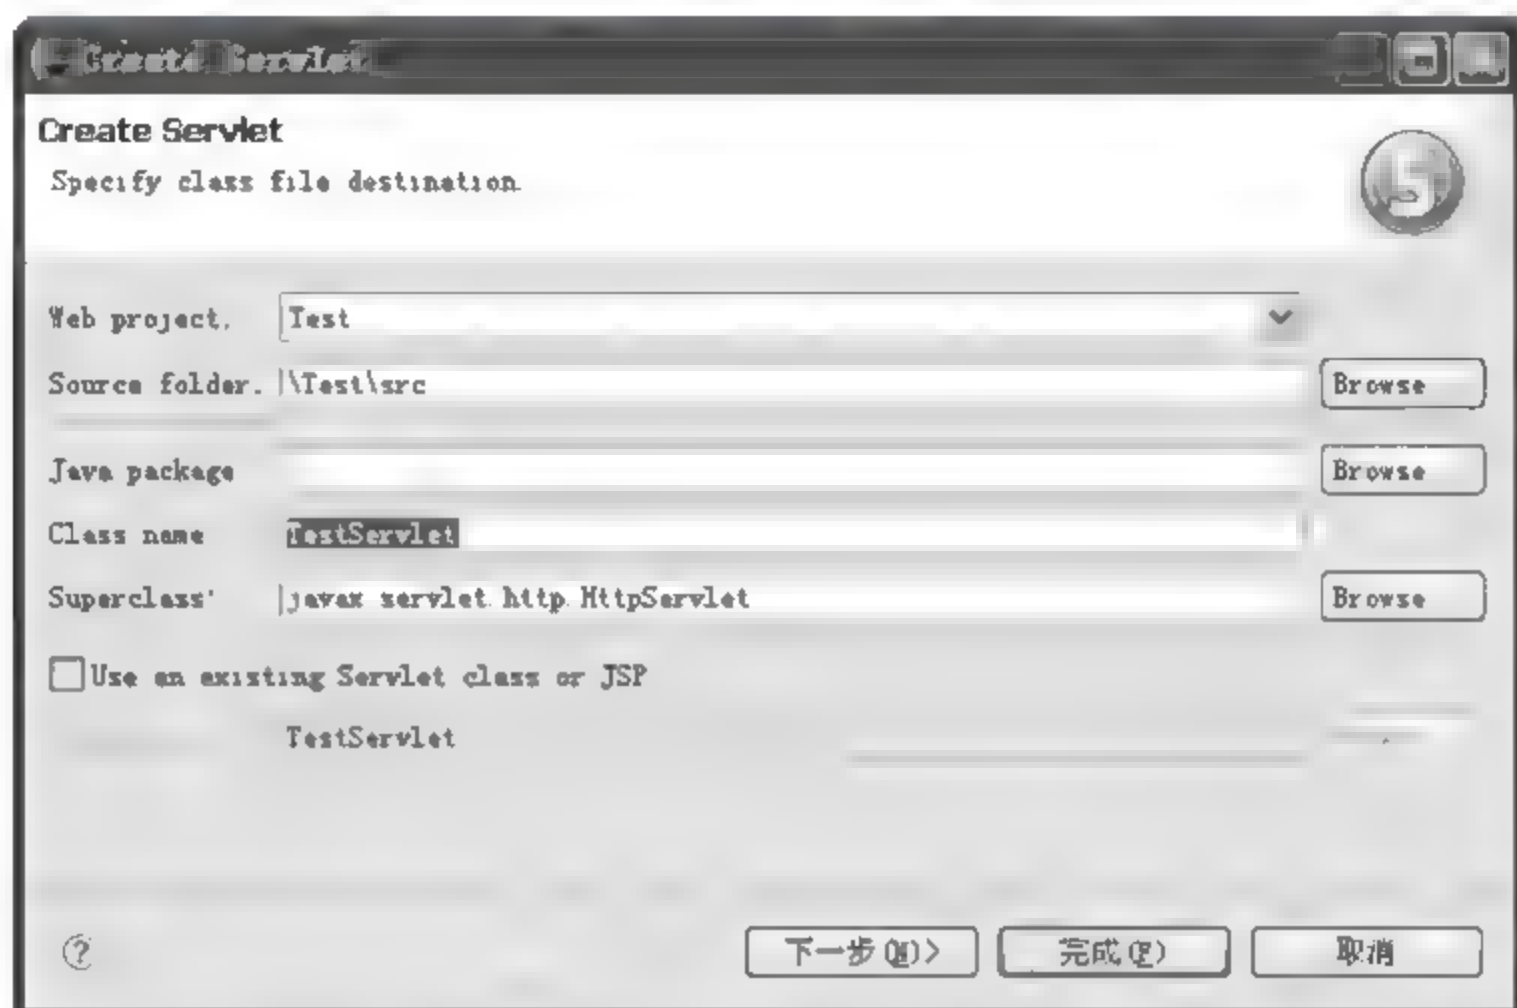 Create Servlet
Create Servlet
Specify class file destination.
Web project: Test
Source folder: \Test\src Browse
Java package Browse
Class name TestServlet
Superclass: javax servlet.http.HttpServlet Browse
Use an existing Servlet class or JSP
TestServlet
下一步(N)> 完成(F) 取消